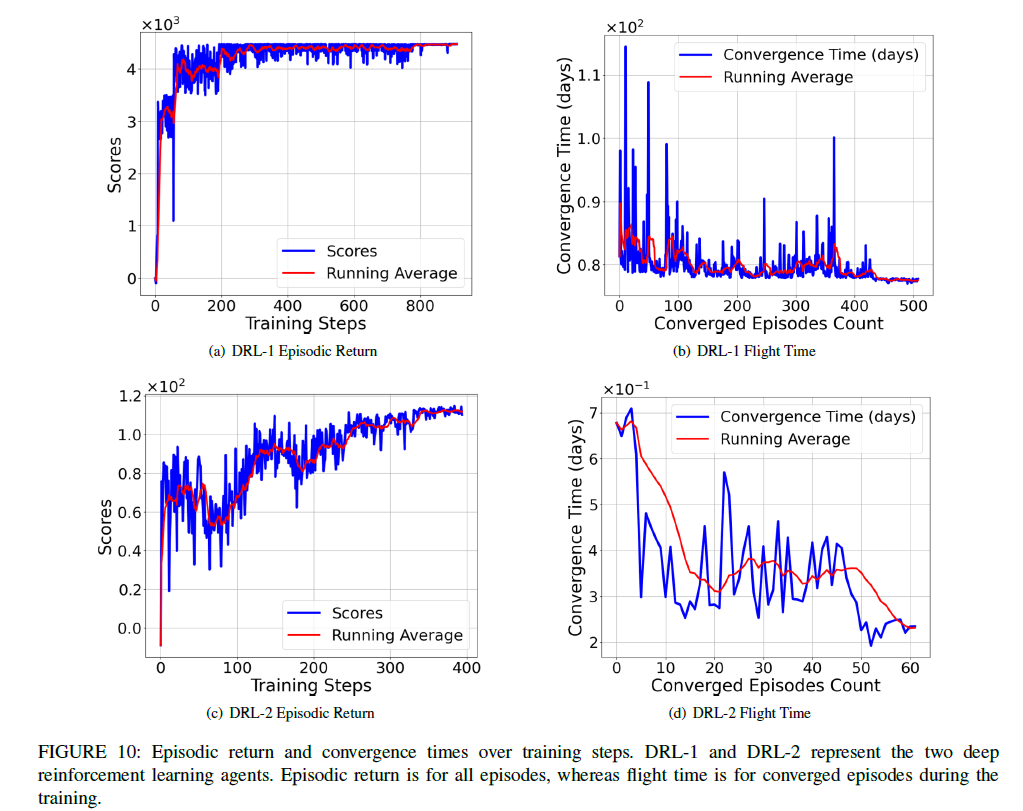 ×10³
4
3
2
1
0
Scores
Scores
Running Average
0 200 400 600 800
Training Steps
(a) DRL-1 Episodic Return
×10²
1.1
1.0
0.9
0.8
Convergence Time (days)
Convergence Time (days)
Running Average
0 100 200 300 400 500
Converged Episodes Count
(b) DRL-1 Flight Time
×10²
1.2
1.0
0.8
0.6
0.4
0.2
0.0
Scores
Scores
Running Average
0 100 200 300 400
Training Steps
(c) DRL-2 Episodic Return
×10⁻¹
7
6
5
4
3
2
Convergence Time (days)
Convergence Time (days)
Running Average
0 10 20 30 40 50 60
Converged Episodes Count
(d) DRL-2 Flight Time
FIGURE 10: Episodic return and convergence times over training steps. DRL-1 and DRL-2 represent the two deep
reinforcement learning agents. Episodic return is for all episodes, whereas flight time is for converged episodes during the
training.